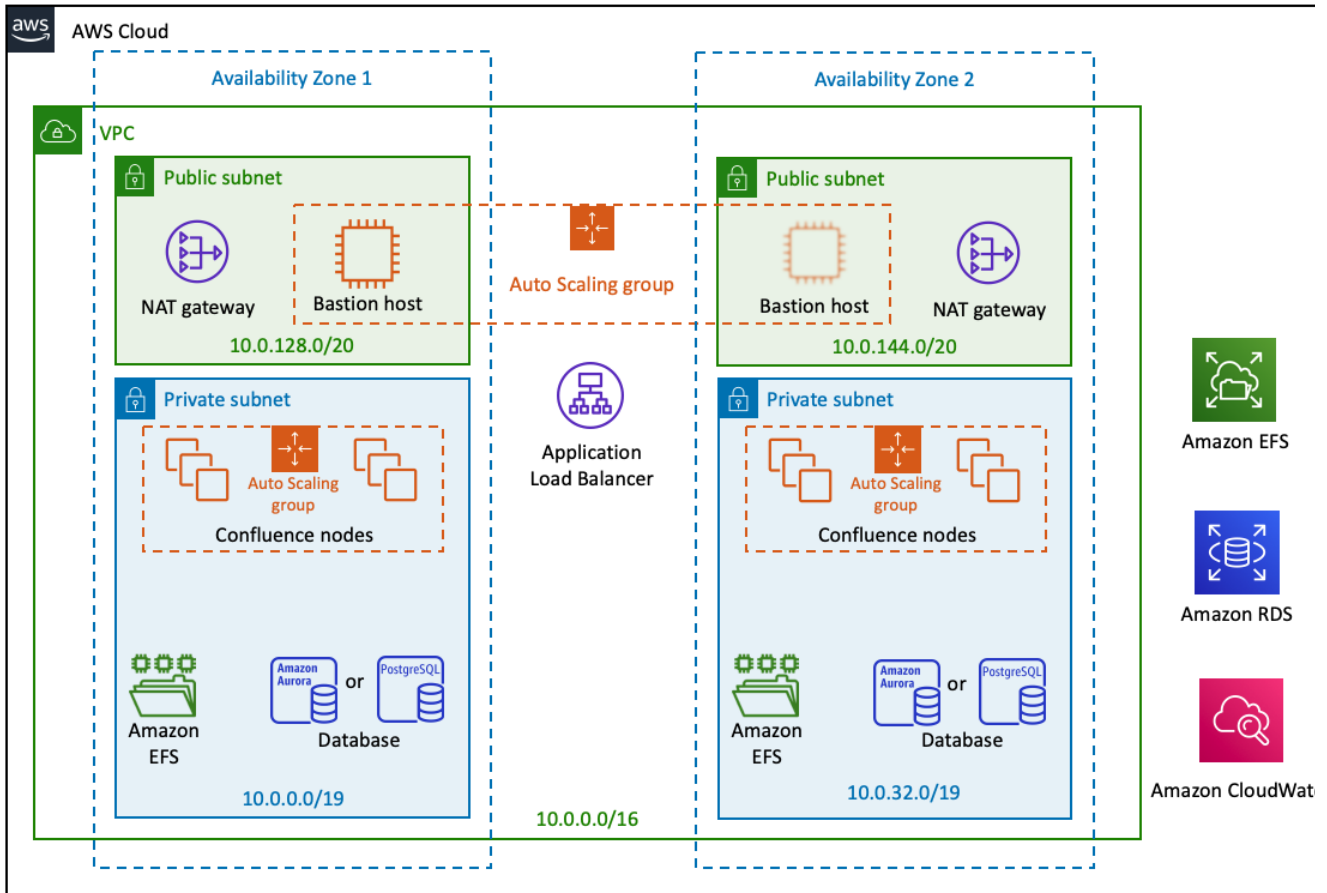 aws
AWS Cloud
Availability Zone 1
Availability Zone 2
VPC
Public subnet
NAT gateway
Bastion host
10.0.128.0/20
Auto Scaling group
Public subnet
Bastion host
NAT gateway
10.0.144.0/20
Private subnet
Auto Scaling
group
Confluence nodes
Amazon
EFS
Amazon
Aurora
or
PostgreSQL
Database
10.0.0.0/19
Application
Load Balancer
10.0.0.0/16
Private subnet
Auto Scaling
group
Confluence nodes
Amazon
EFS
Amazon
Aurora
or
PostgreSQL
Database
10.0.32.0/19
Amazon EFS
Amazon RDS
Amazon CloudWat